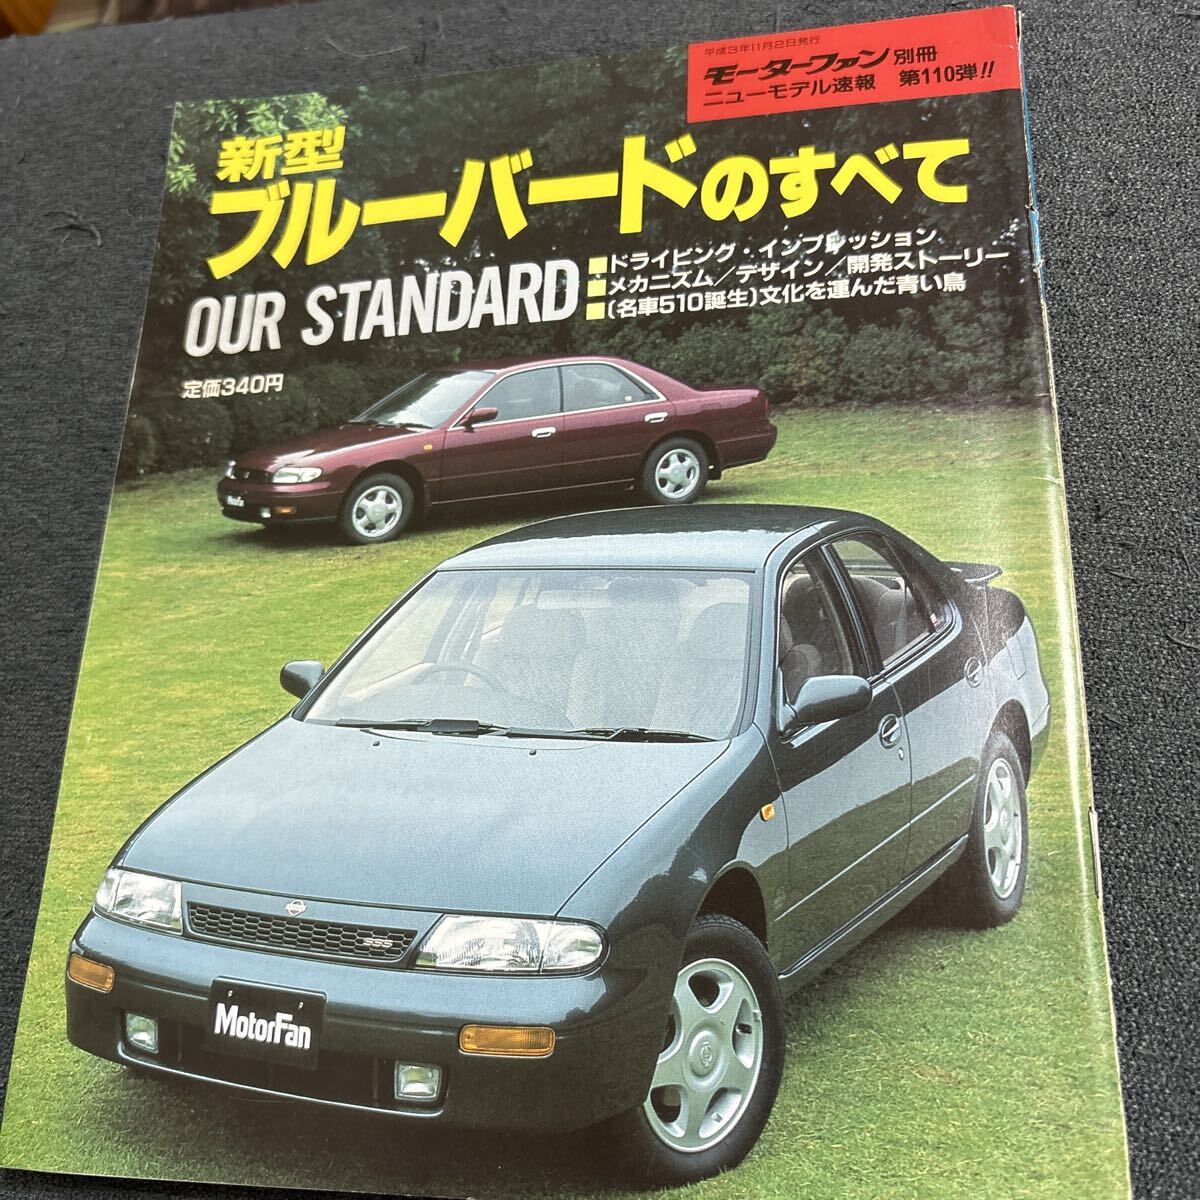 平成3年11月2日発行
モーターファン 別冊
ニューモデル速報 第110弾!!
新型
ブルーバードのすべて
OUR STANDARD
■ドライビング・インプレッション
■メカニズム/デザイン/開発ストーリー
■〔名車510誕生〕文化を運んだ青い鳥
定価340円
MotorFan
SSS
MotorFan